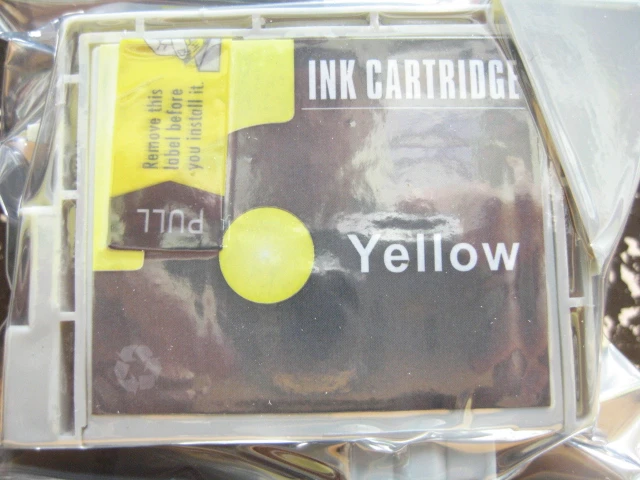 INK CARTRIDGE
Remove this
label before
you install it.
PULL
Yellow